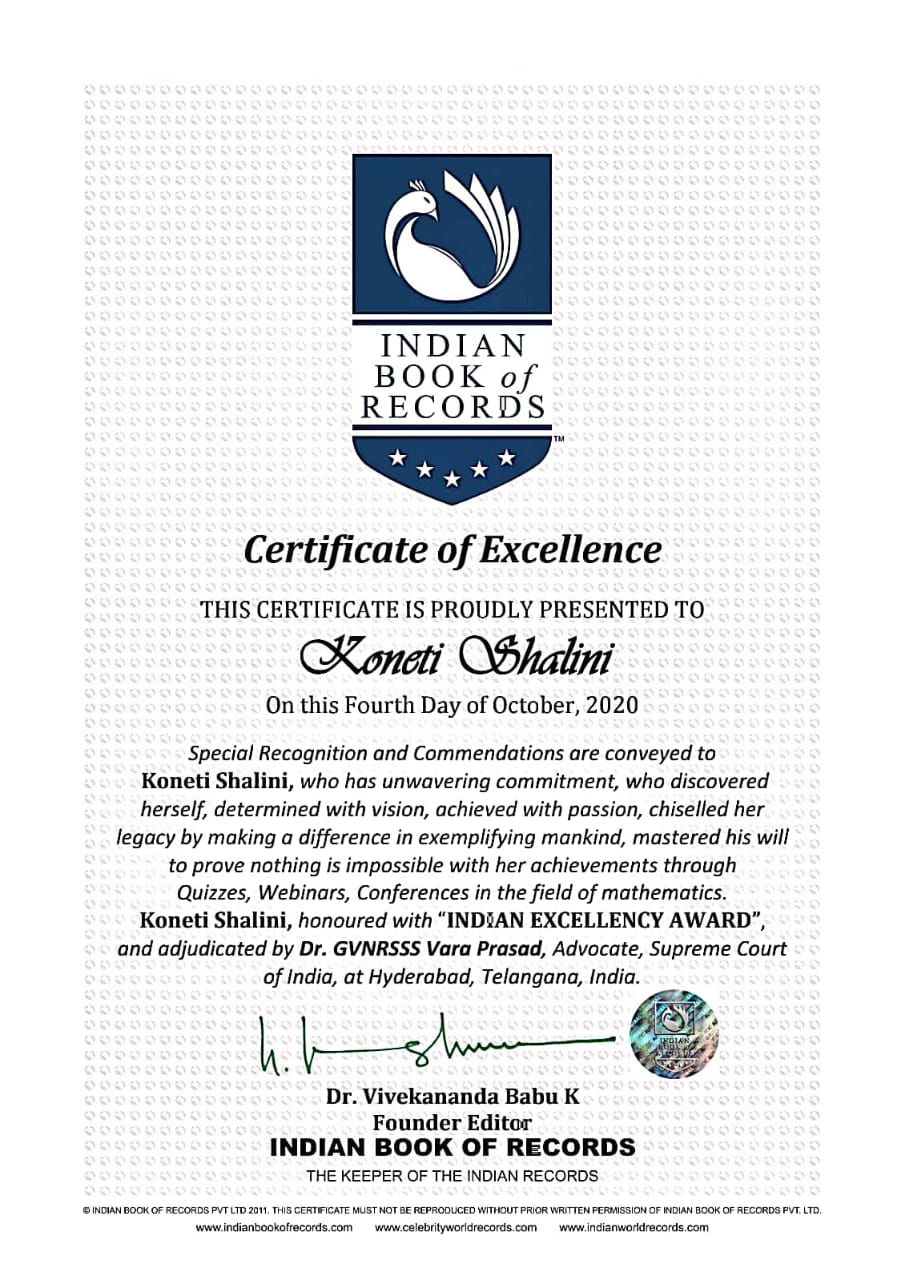 INDIAN
BOOK of
RECORDS
TM
Certificate of Excellence
THIS CERTIFICATE IS PROUDLY PRESENTED TO
Koneti Shalini
On this Fourth Day of October, 2020
Special Recognition and Commendations are conveyed to
Koneti Shalini, who has unwavering commitment, who discovered
herself, determined with vision, achieved with passion, chiselled her
legacy by making a difference in exemplifying mankind, mastered his will
to prove nothing is impossible with her achievements through
Quizzes, Webinars, Conferences in the field of mathematics.
Koneti Shalini, honoured with “INDIAN EXCELLENCY AWARD”,
and adjudicated by Dr. GVNRSSS Vara Prasad, Advocate, Supreme Court
of India, at Hyderabad, Telangana, India.
INDIAN
BOOK of
RECORDS
Dr. Vivekananda Babu K
Founder Editor
INDIAN BOOK OF RECORDS
THE KEEPER OF THE INDIAN RECORDS
© INDIAN BOOK OF RECORDS PVT LTD 2011. THIS CERTIFICATE MUST NOT BE REPRODUCED WITHOUT PRIOR WRITTEN PERMISSION OF INDIAN BOOK OF RECORDS PVT. LTD.
www.indianbookofrecords.com www.celebrityworldrecords.com www.indianworldrecords.com